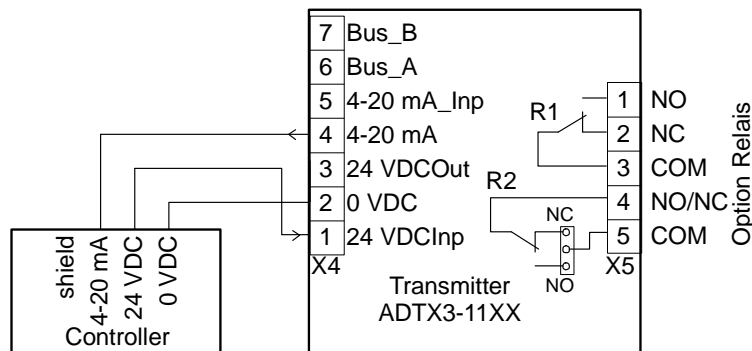 7 Bus_B
6 Bus_A
5 4-20 mA_Inp
4 4-20 mA
3 24 VDCOut
2 0 VDC
1 24 VDCInp
X4
R1
R2
NC
NO
1 NO
2 NC
3 COM
4 NO/NC
5 COM
X5
Option Relais
Transmitter
ADTX3-11XX
shield
4-20 mA
24 VDC
0 VDC
Controller